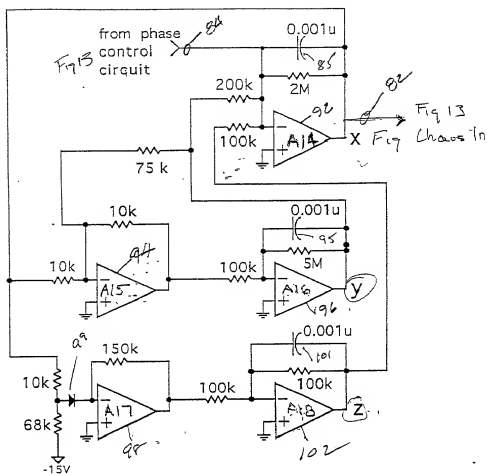 from phase
control
circuit
84
Fig 13
0.001u
85
2M
200k
100k
92
A14
X
82
Fig 13
Fig Chaos In
75 k
10k
10k
94
A15
100k
0.001u
95
5M
A16
96
y
10k
68k
-15V
150k
A17
98
100k
0.001u
101
100k
A18
102
z